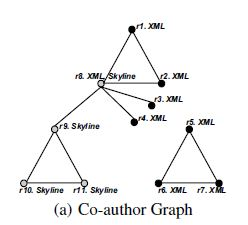 r1. XML
r8. XML, Skyline
r2. XML
r3. XML
r4. XML
r9. Skyline
r5. XML
r10. Skyline
r11. Skyline
r6. XML
r7. XML
(a) Co-author Graph